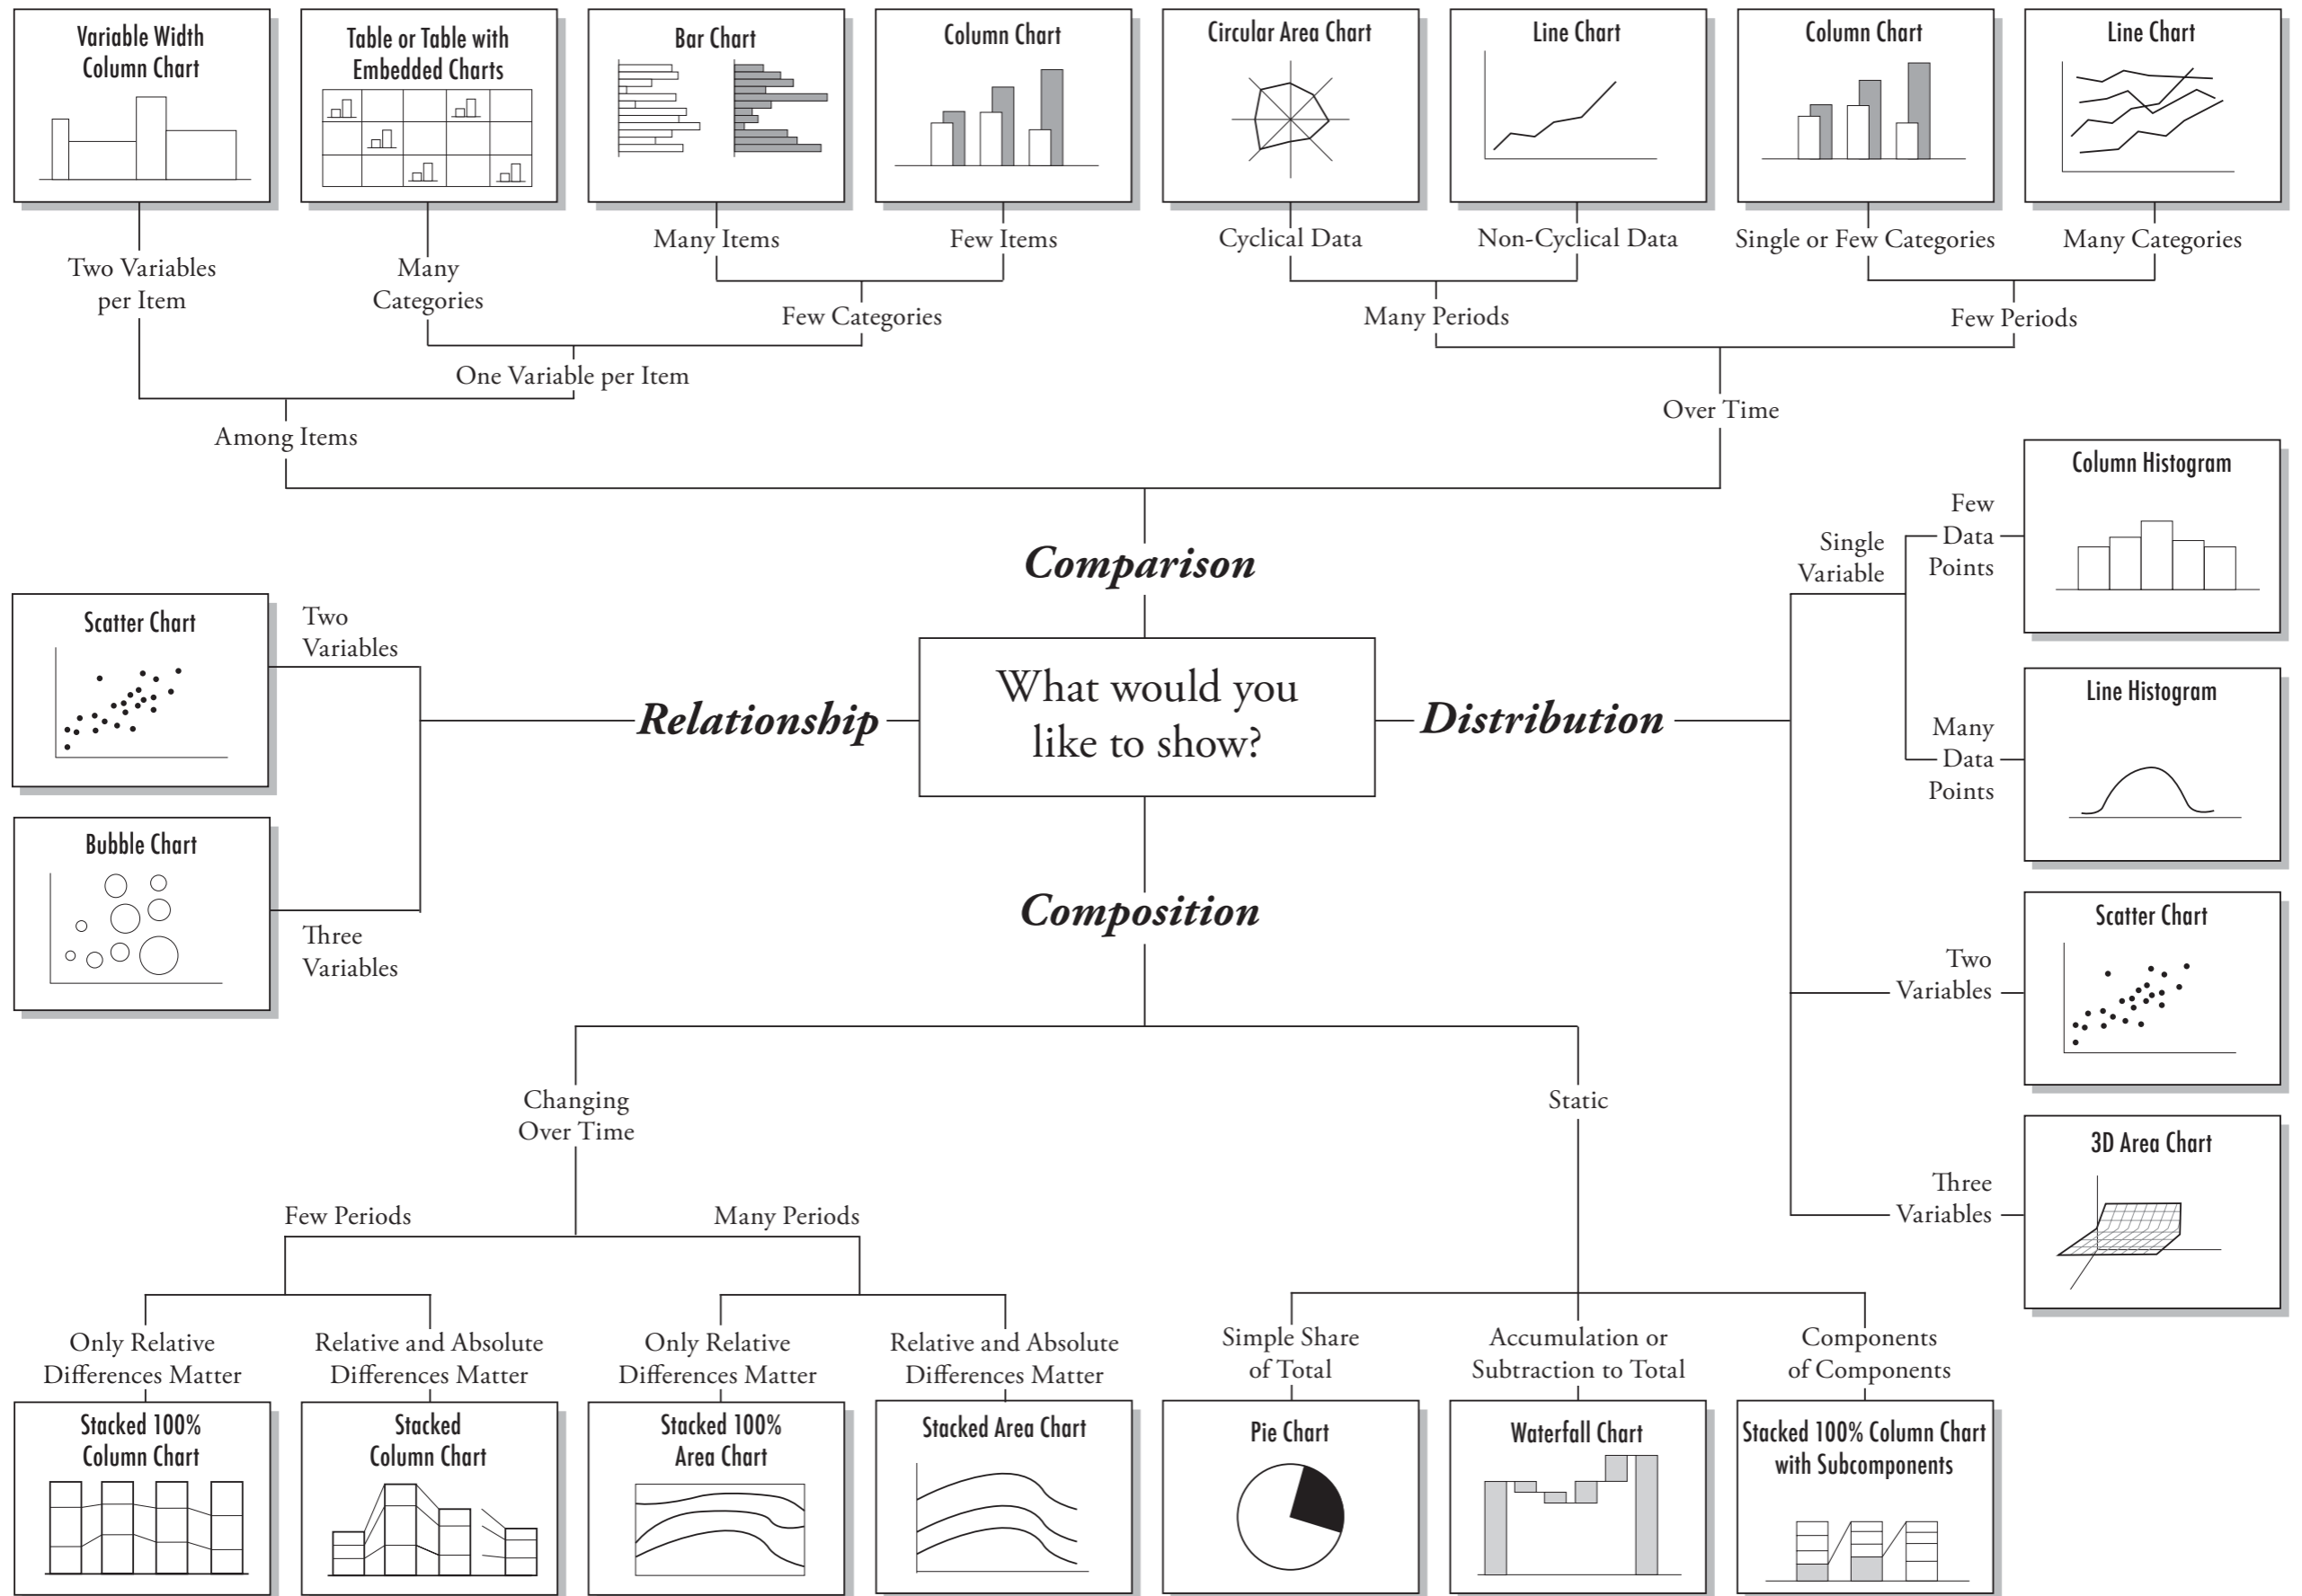 Variable Width
Column Chart
Table or Table with
Embedded Charts
Bar Chart
Column Chart
Circular Area Chart
Line Chart
Column Chart
Line Chart
Two Variables
per Item
Many
Categories
Many Items
Few Items
Cyclical Data
Non-Cyclical Data
Single or Few Categories
Many Categories
Few Categories
Many Periods
Few Periods
One Variable per Item
Among Items
Over Time
Comparison
What would you
like to show?
Relationship
Two
Variables
Scatter Chart
Three
Variables
Bubble Chart
Distribution
Single
Variable
Few
Data
Points
Column Histogram
Many
Data
Points
Line Histogram
Two
Variables
Scatter Chart
Three
Variables
3D Area Chart
Composition
Changing
Over Time
Static
Few Periods
Many Periods
Only Relative
Differences Matter
Relative and Absolute
Differences Matter
Only Relative
Differences Matter
Relative and Absolute
Differences Matter
Simple Share
of Total
Accumulation or
Subtraction to Total
Components
of Components
Stacked 100%
Column Chart
Stacked
Column Chart
Stacked 100%
Area Chart
Stacked Area Chart
Pie Chart
Waterfall Chart
Stacked 100% Column Chart
with Subcomponents